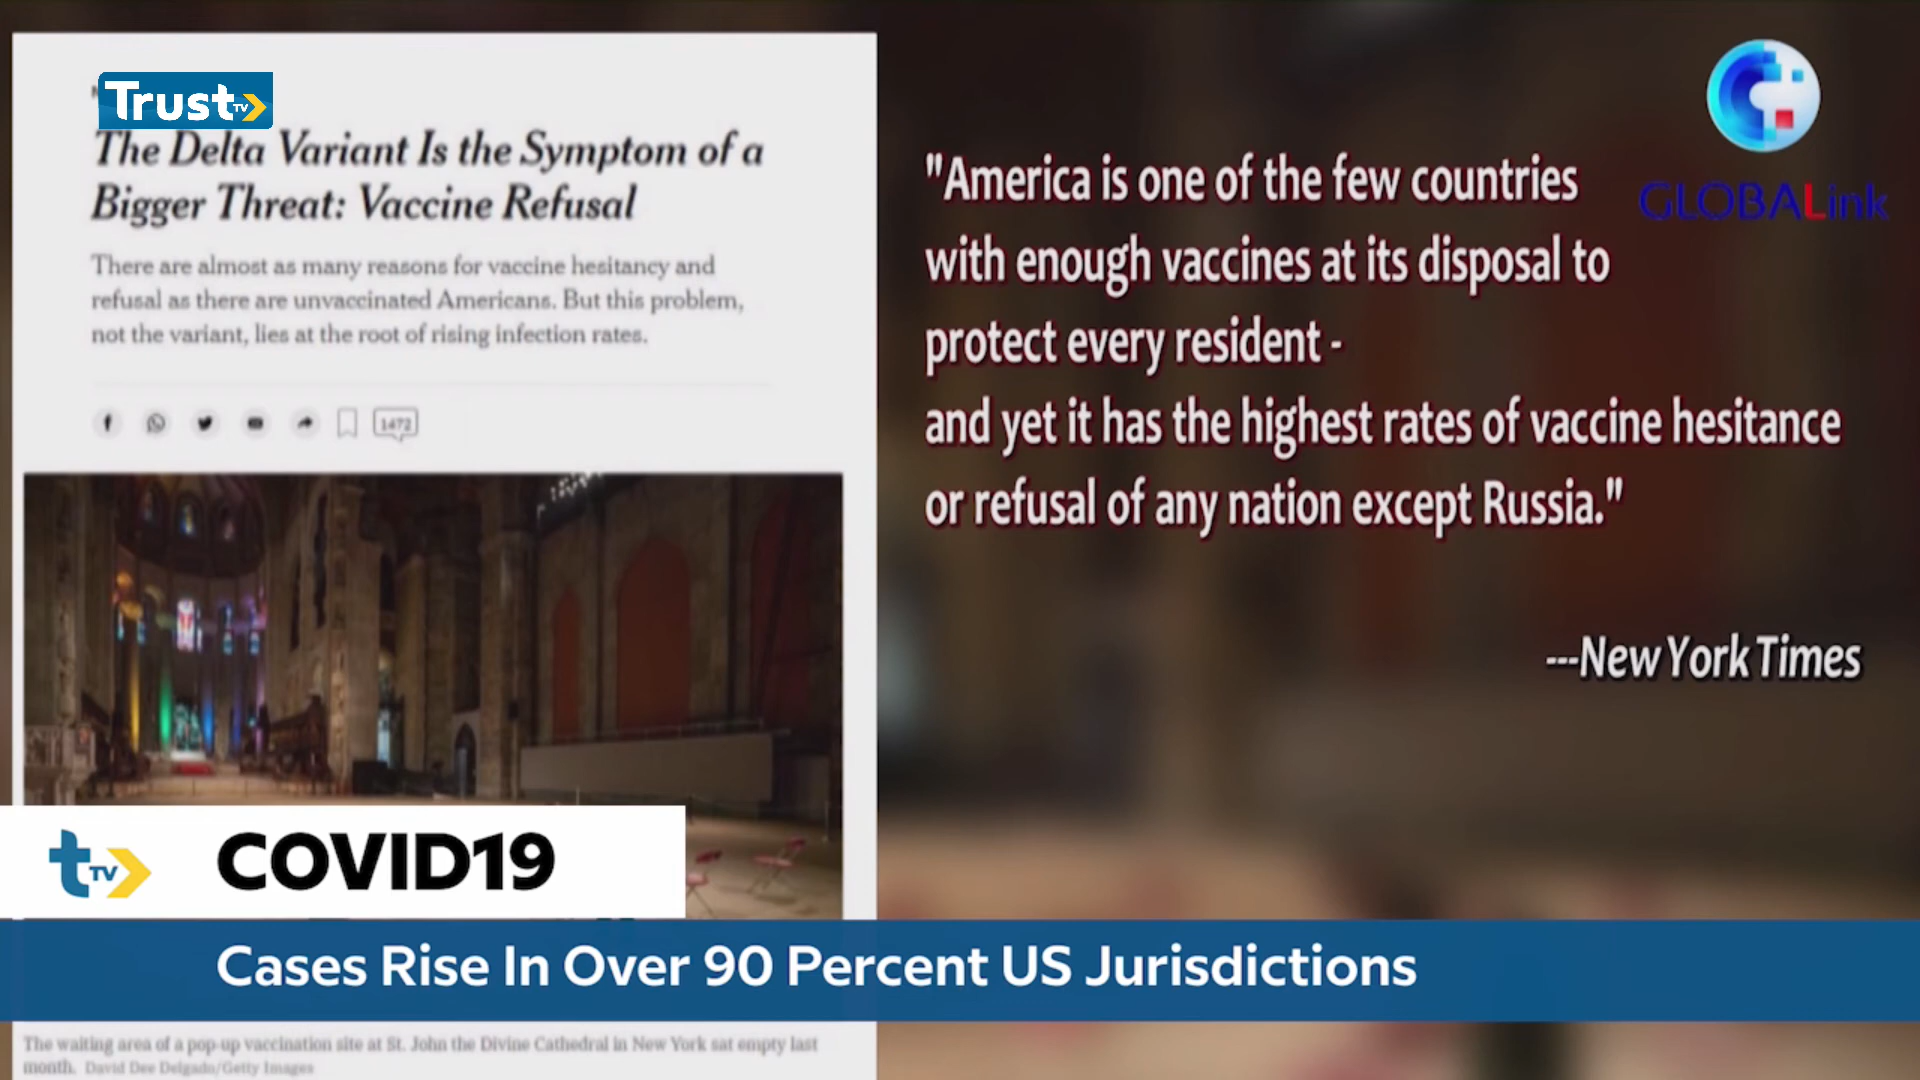 Trust TV
The Delta Variant Is the Symptom of a
Bigger Threat: Vaccine Refusal
There are almost as many reasons for vaccine hesitancy and
refusal as there are unvaccinated Americans. But this problem,
not the variant, lies at the root of rising infection rates.
1472
GLOBALink
"America is one of the few countries
with enough vaccines at its disposal to
protect every resident -
and yet it has the highest rates of vaccine hesitance
or refusal of any nation except Russia."
---New York Times
tTV
COVID19
Cases Rise In Over 90 Percent US Jurisdictions
The waiting area of a pop-up vaccination site at St. John the Divine Cathedral in New York sat empty last
month. David Dee Delgado/Getty Images